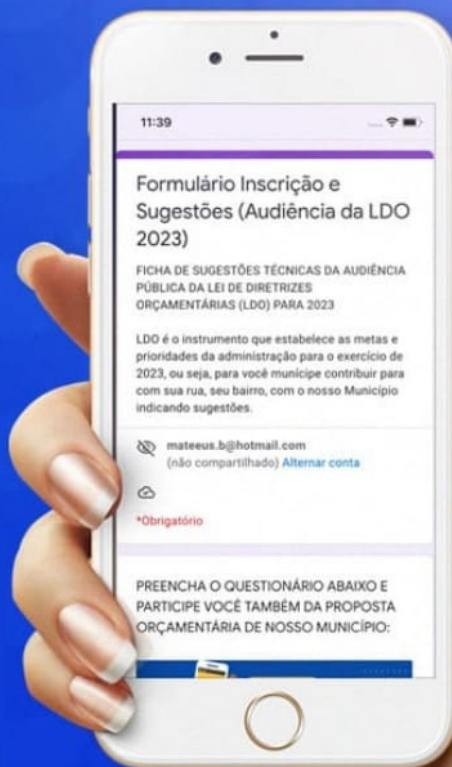 11:39
Formulário Inscrição e
Sugestões (Audiência da LDO
2023)
FICHA DE SUGESTÕES TÉCNICAS DA AUDIÊNCIA
PÚBLICA DA LEI DE DIRETRIZES
ORÇAMENTÁRIAS (LDO) PARA 2023
LDO é o instrumento que estabelece as metas e
prioridades da administração para o exercício de
2023, ou seja, para você munícipe contribuir para
com sua rua, seu bairro, com o nosso Município
indicando sugestões.
mateeus.b@hotmail.com
(não compartilhado) Alternar conta
*Obrigatório
PREENCHA O QUESTIONÁRIO ABAIXO E
PARTICIPE VOCÊ TAMBÉM DA PROPOSTA
ORÇAMENTÁRIA DE NOSSO MUNICÍPIO: